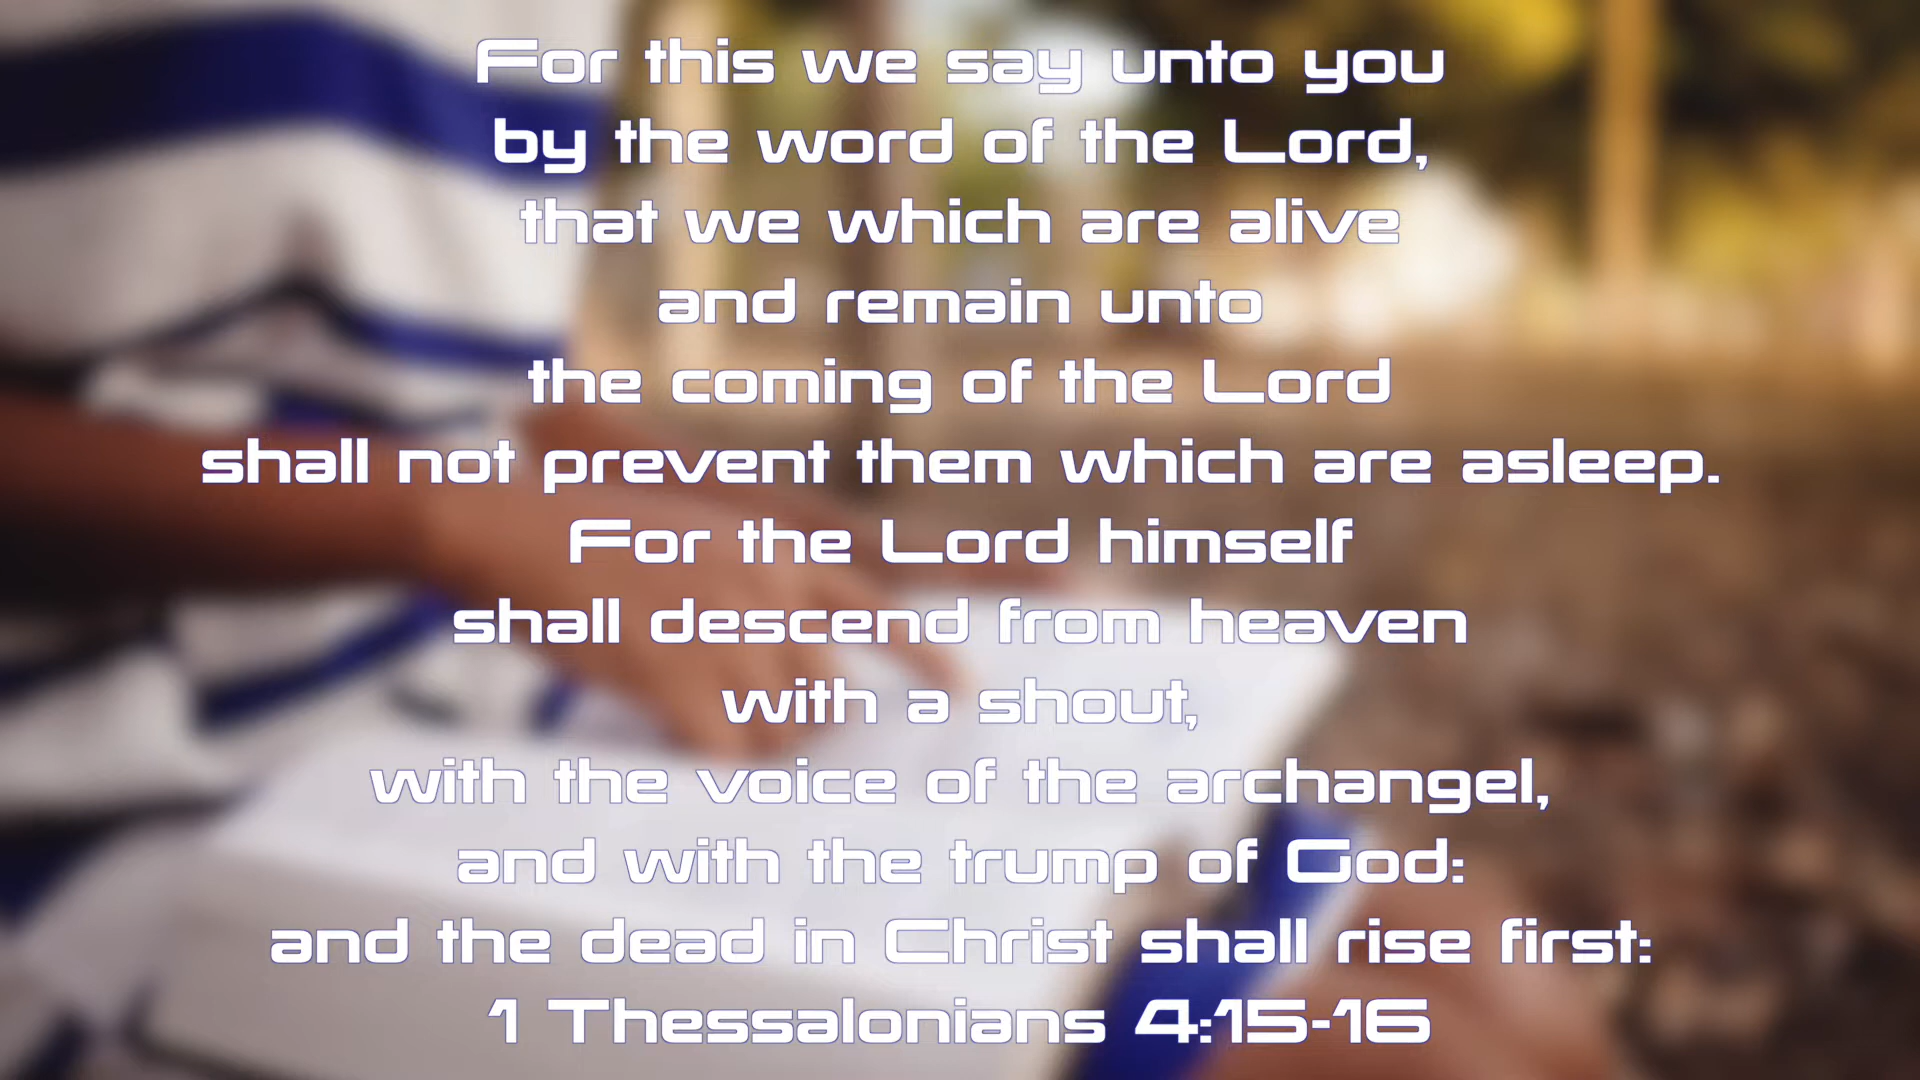 For this we say unto you
by the word of the Lord,
that we which are alive
and remain unto
the coming of the Lord
shall not prevent them which are asleep.
For the Lord himself
shall descend from heaven
with a shout,
with the voice of the archangel,
and with the trump of God:
and the dead in Christ shall rise first:
1 Thessalonians 4:15-16